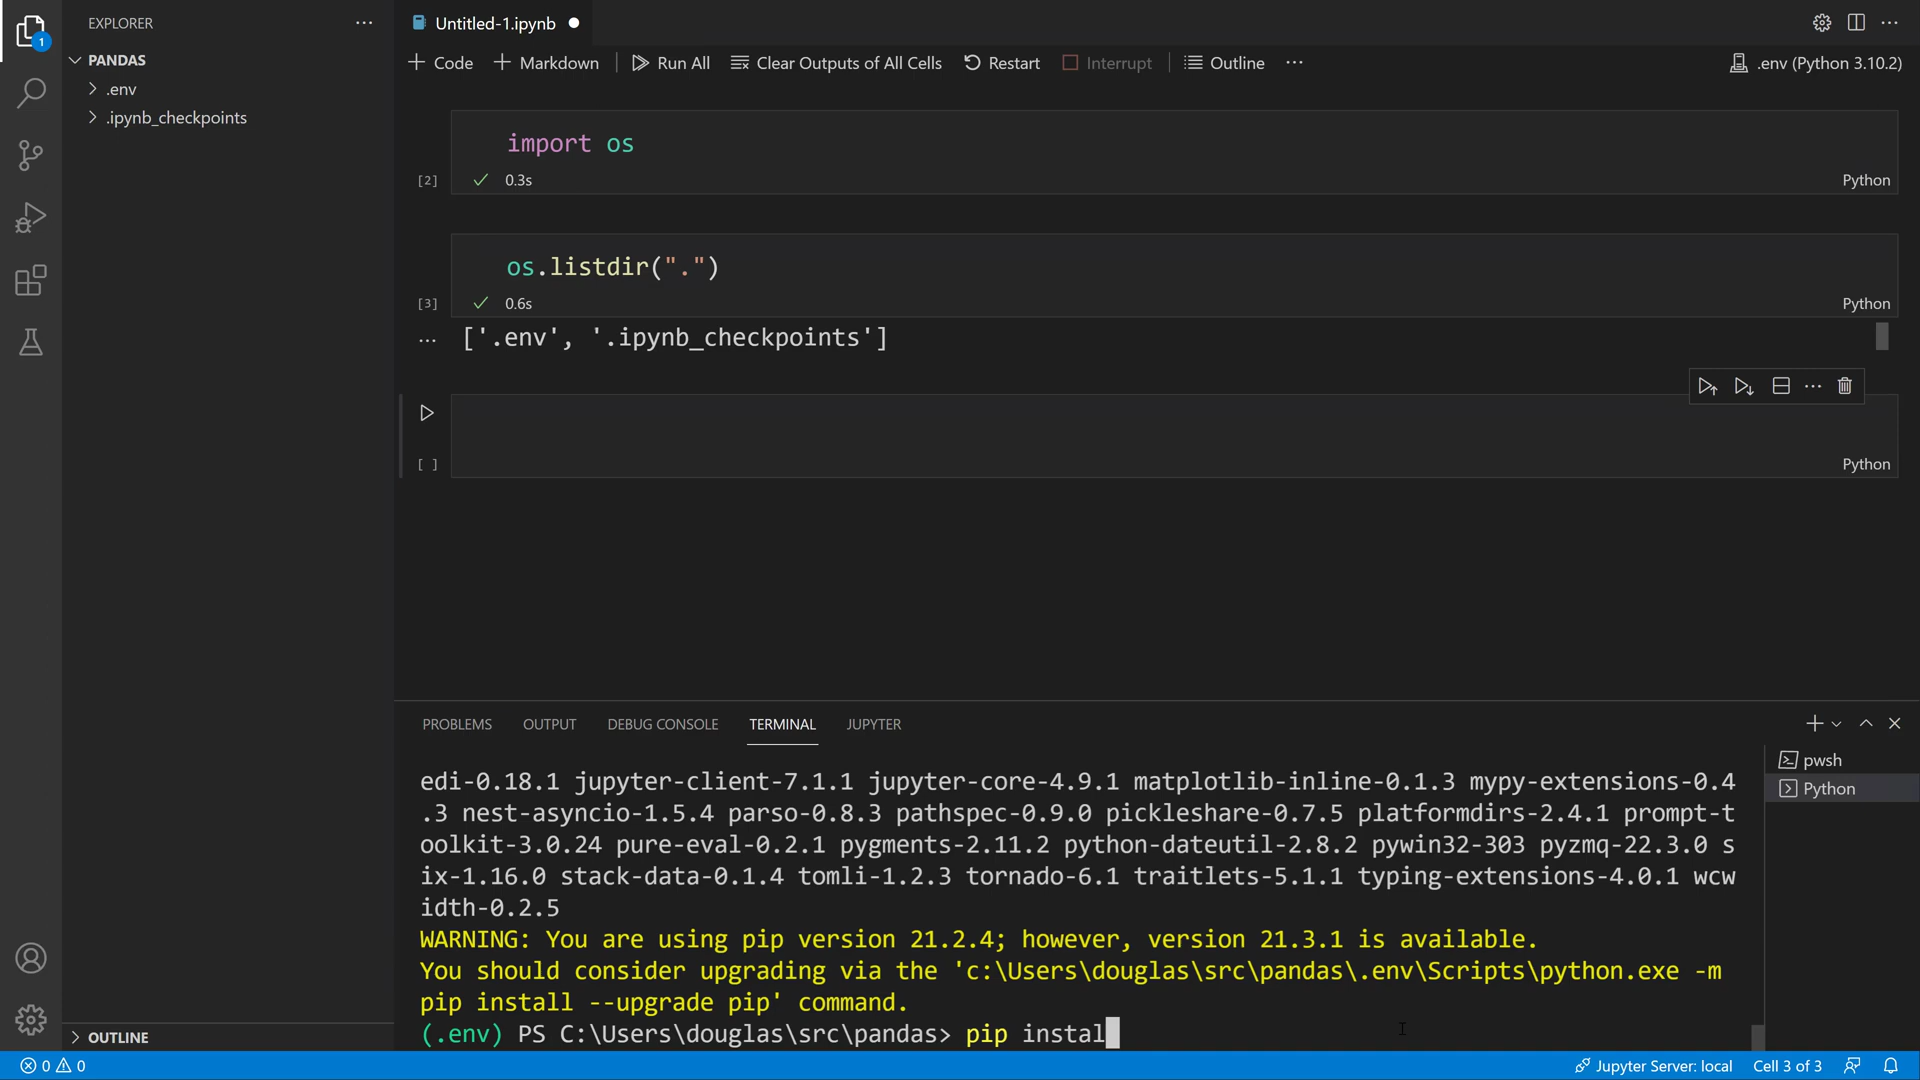 EXPLORER
PANDAS
.env
.ipynb_checkpoints
OUTLINE
1
Untitled-1.ipynb
Code Markdown Run All Clear Outputs of All Cells Restart Interrupt Outline ... .env (Python 3.10.2)
import os
[2] 0.3s Python
os.listdir(".")
[3] 0.6s Python
... ['.env', '.ipynb_checkpoints']
[ ] Python
PROBLEMS OUTPUT DEBUG CONSOLE TERMINAL JUPYTER
edi-0.18.1 jupyter-client-7.1.1 jupyter-core-4.9.1 matplotlib-inline-0.1.3 mypy-extensions-0.4
.3 nest-asyncio-1.5.4 parso-0.8.3 pathspec-0.9.0 pickleshare-0.7.5 platformdirs-2.4.1 prompt-t
oolkit-3.0.24 pure-eval-0.2.1 pygments-2.11.2 python-dateutil-2.8.2 pywin32-303 pyzmq-22.3.0 s
ix-1.16.0 stack-data-0.1.4 tomli-1.2.3 tornado-6.1 traitlets-5.1.1 typing-extensions-4.0.1 wcw
idth-0.2.5
WARNING: You are using pip version 21.2.4; however, version 21.3.1 is available.
You should consider upgrading via the 'c:\Users\douglas\src\pandas\.env\Scripts\python.exe -m
pip install --upgrade pip' command.
(.env) PS C:\Users\douglas\src\pandas> pip instal
pwsh
Python
0 0 Jupyter Server: local Cell 3 of 3